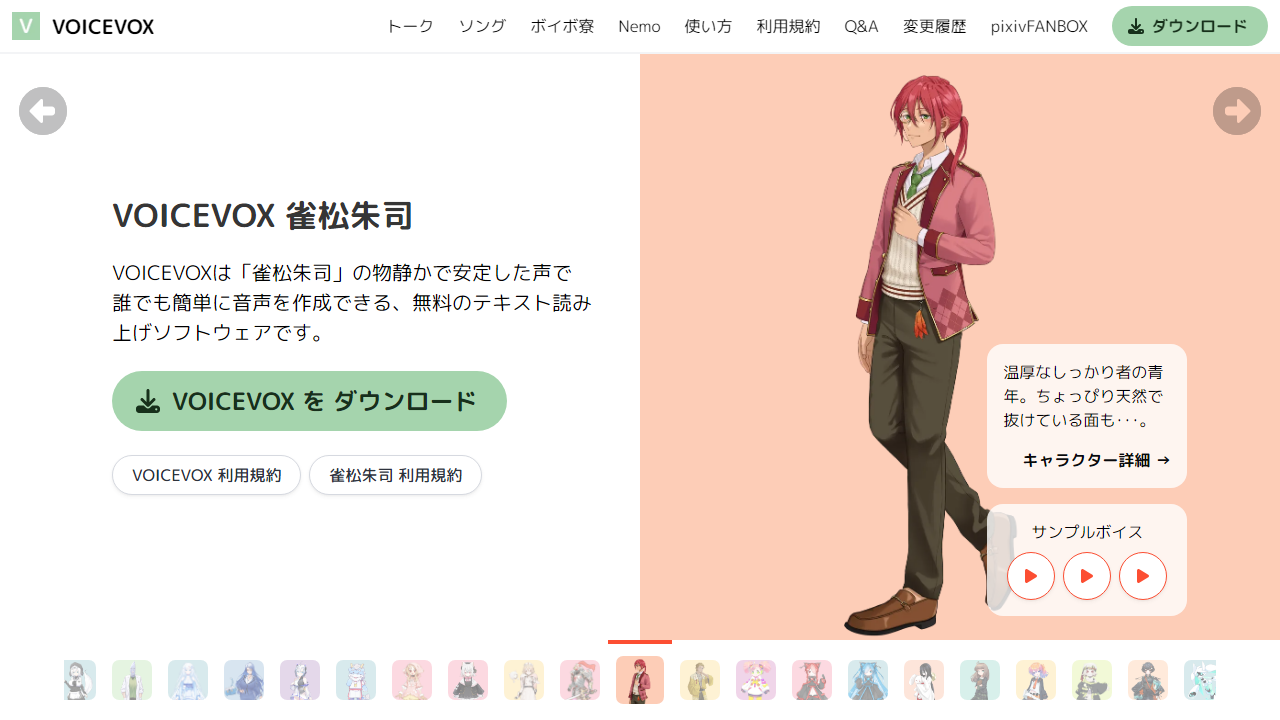 V VOICEVOX
トーク ソング ボイボ寮 Nemo 使い方 利用規約 Q&A 変更履歴 pixivFANBOX ダウンロード
VOICEVOX 雀松朱司
VOICEVOXは「雀松朱司」の物静かで安定した声で
誰でも簡単に音声を作成できる、無料のテキスト読み
上げソフトウェアです。
VOICEVOX を ダウンロード
VOICEVOX 利用規約 雀松朱司 利用規約
温厚なしっかり者の青
年。ちょっぴり天然で
抜けている面も･･･。
キャラクター詳細 →
サンプルボイス